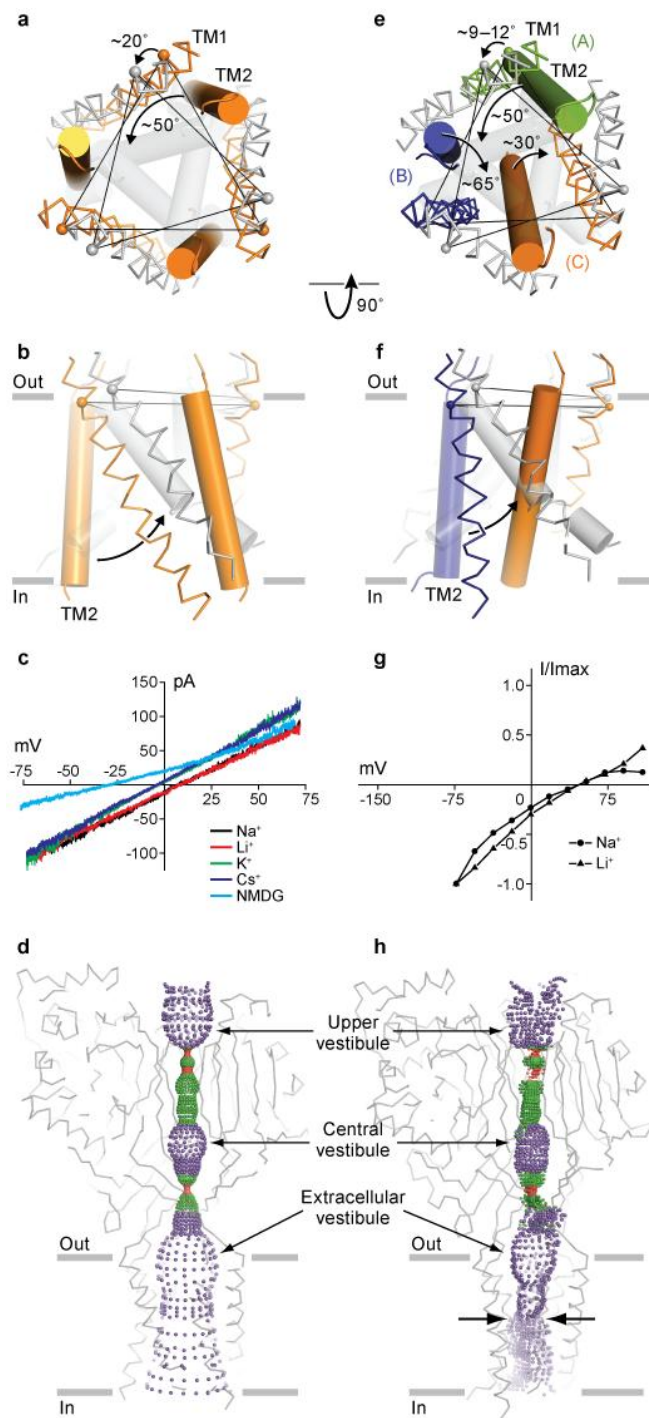 a
~20°
TM1
TM2
~50°
e
~9–12°
TM1
(A)
TM2
~50°
~30°
(B)
~65°
(C)
90°
b
Out
In
TM2
f
Out
In
TM2
c
150
pA
100
mV
50
-75
-50
-25
25
50
75
-50
-100
Na⁺
Li⁺
K⁺
Cs⁺
NMDG
g
I/Imax
1.0
0.5
mV
-150
-75
0
75
-0.5
-1.0
Na⁺
Li⁺
d
h
Upper
vestibule
Central
vestibule
Extracellular
vestibule
Out
In
Out
In